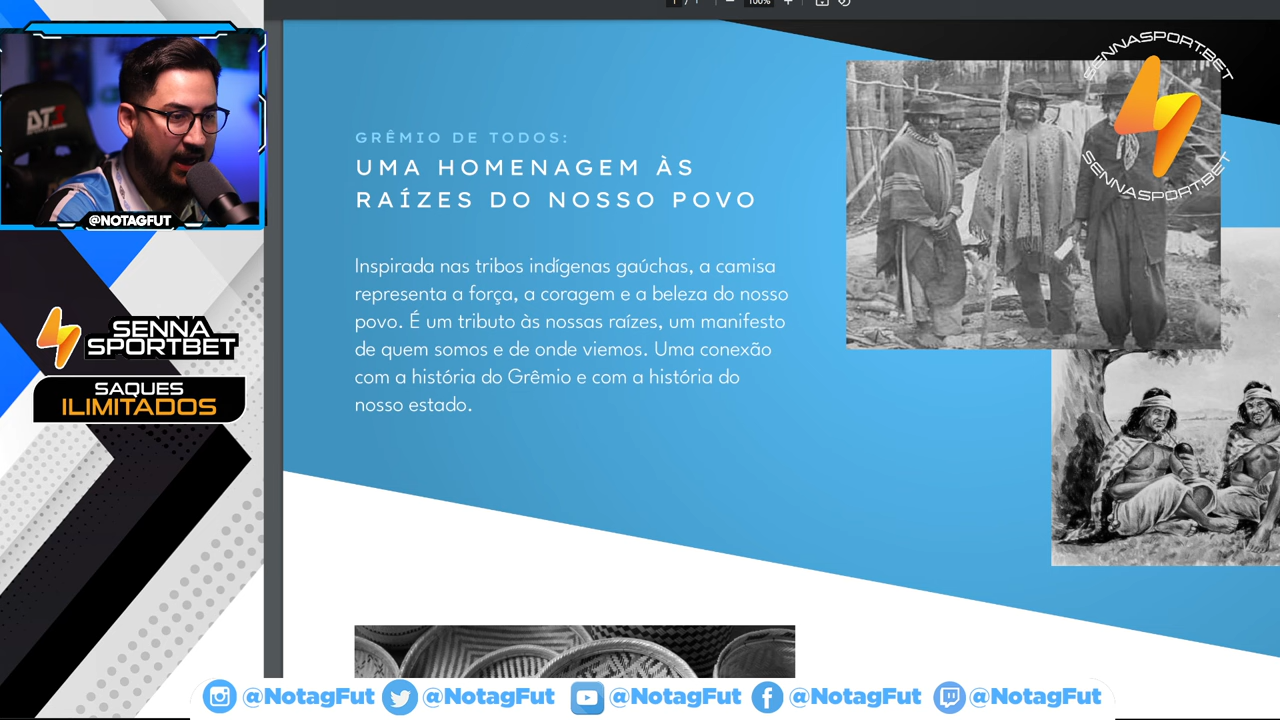 100%
SENNASPORT.BET
SENNASPORTBET
@NOTAGFUT
SENNA
SPORTBET
SAQUES
ILIMITADOS
GRÊMIO DE TODOS:
UMA HOMENAGEM ÀS
RAÍZES DO NOSSO POVO
Inspirada nas tribos indígenas gaúchas, a camisa
representa a força, a coragem e a beleza do nosso
povo. É um tributo às nossas raízes, um manifesto
de quem somos e de onde viemos. Uma conexão
com a história do Grêmio e com a história do
nosso estado.
@NotagFut @NotagFut @NotagFut @NotagFut @NotagFut